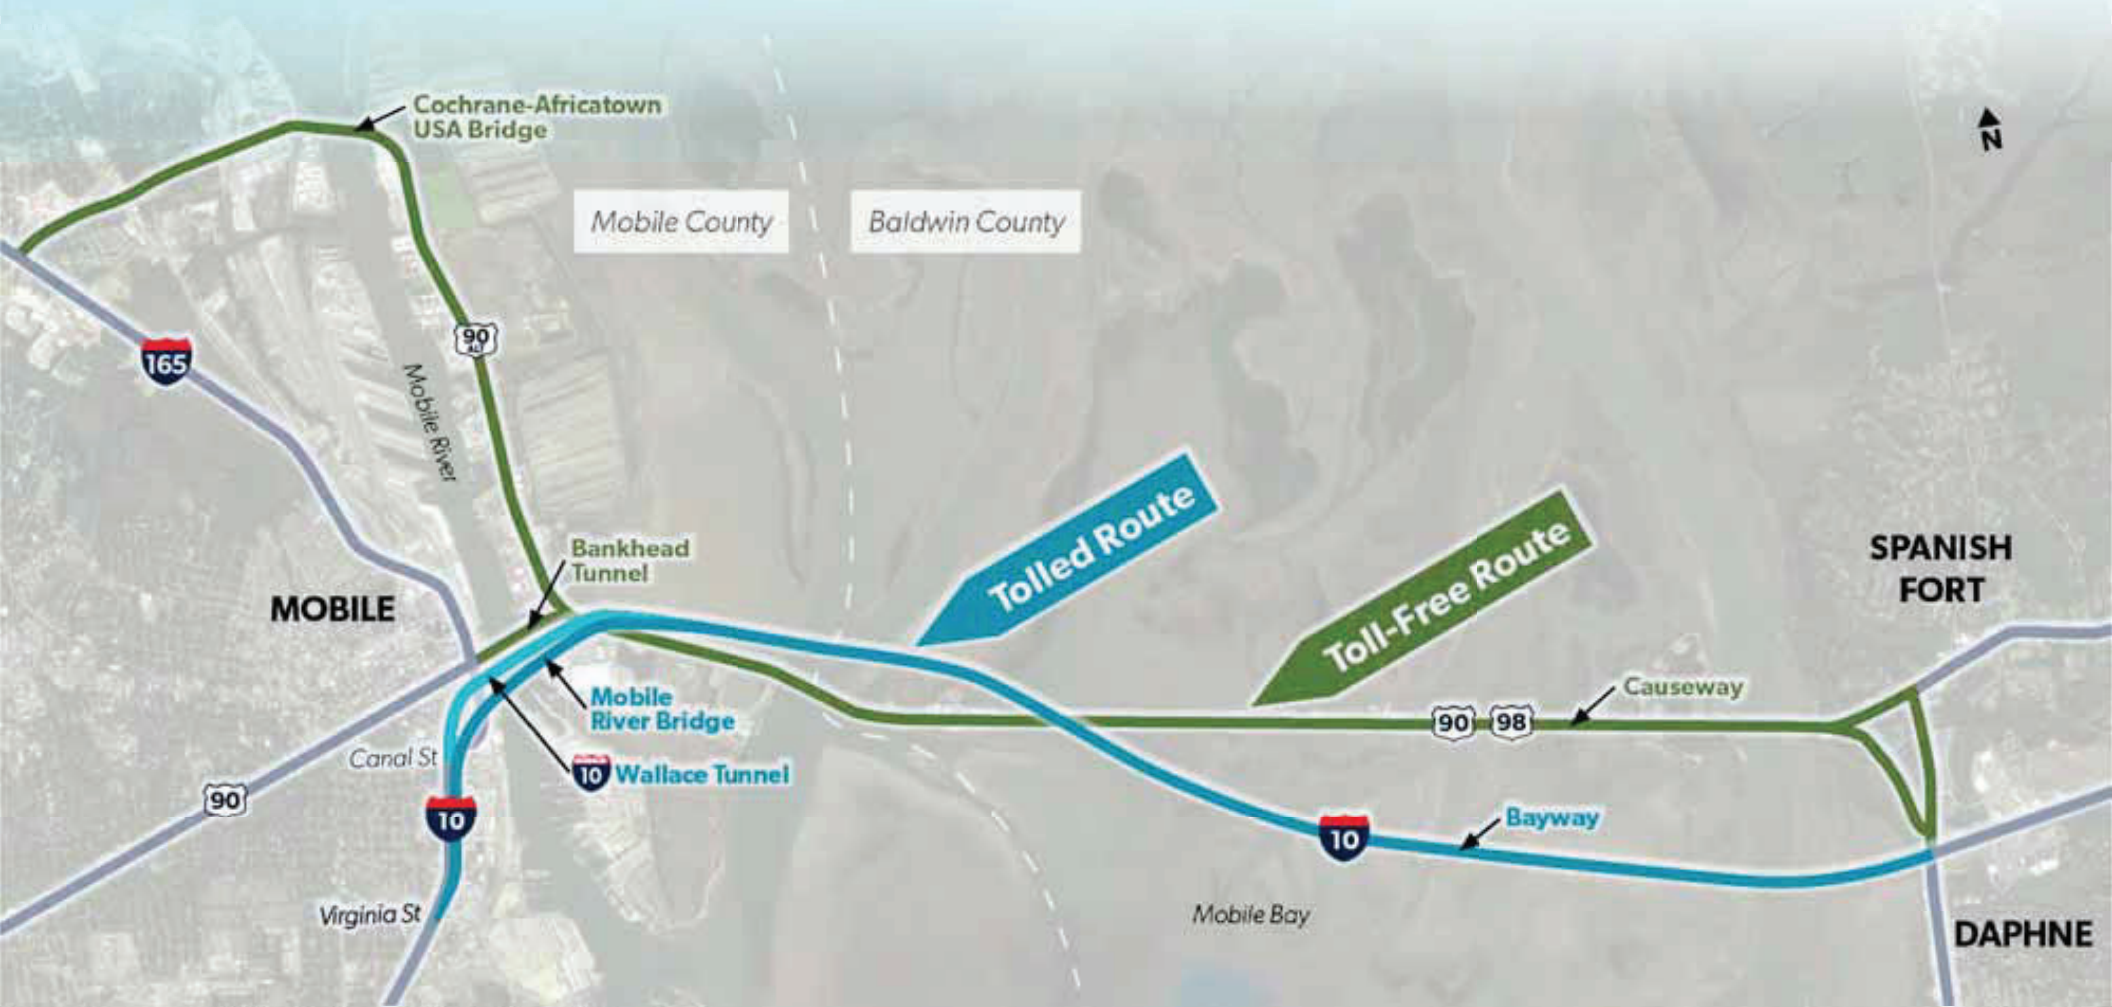 Cochrane-Africatown
USA Bridge
N
Mobile County
Baldwin County
90
ALT
165
Mobile River
Tolled Route
Toll-Free Route
Bankhead
Tunnel
SPANISH
FORT
MOBILE
Causeway
90
98
Mobile
River Bridge
Canal St
10 Wallace Tunnel
90
10
Bayway
10
Virginia St
Mobile Bay
DAPHNE